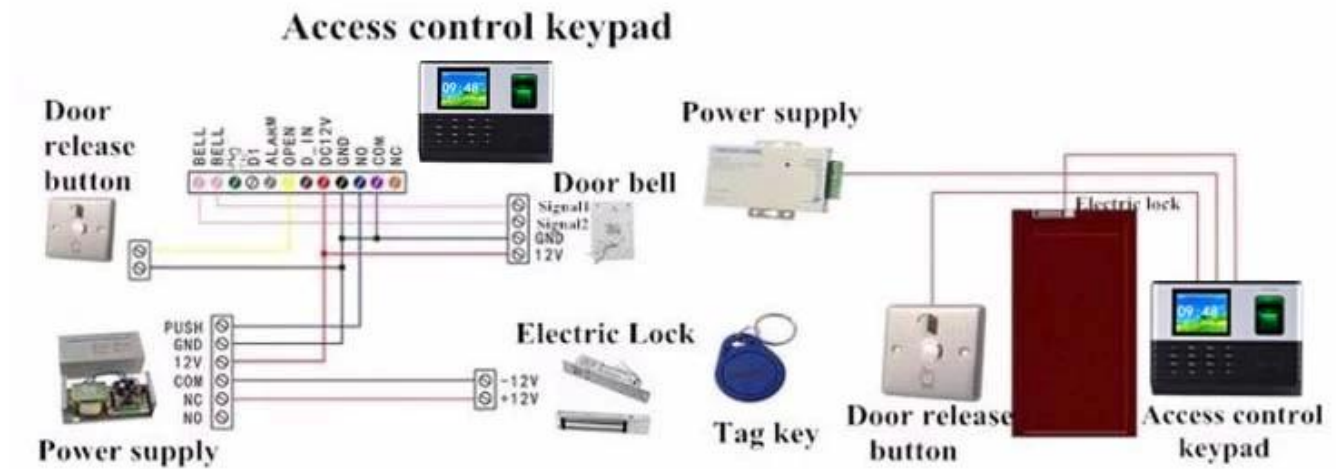 Access control keypad
09:48
Door
release
button
BELL
BELL
D1
ALARM
OPEN
D_IN
DC12V
GND
NO
COM
NC
Door bell
Signal1
Signal2
GND
12V
PUSH
GND
12V
COM
NC
NO
Power supply
Electric Lock
-12V
+12V
Tag key
Power supply
Electric lock
09:48
Door release
button
Access control
keypad